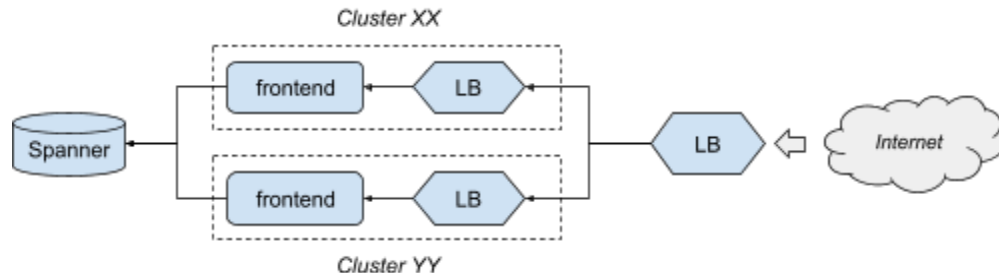 Cluster XX
frontend
LB
Spanner
LB
Internet
frontend
LB
Cluster YY